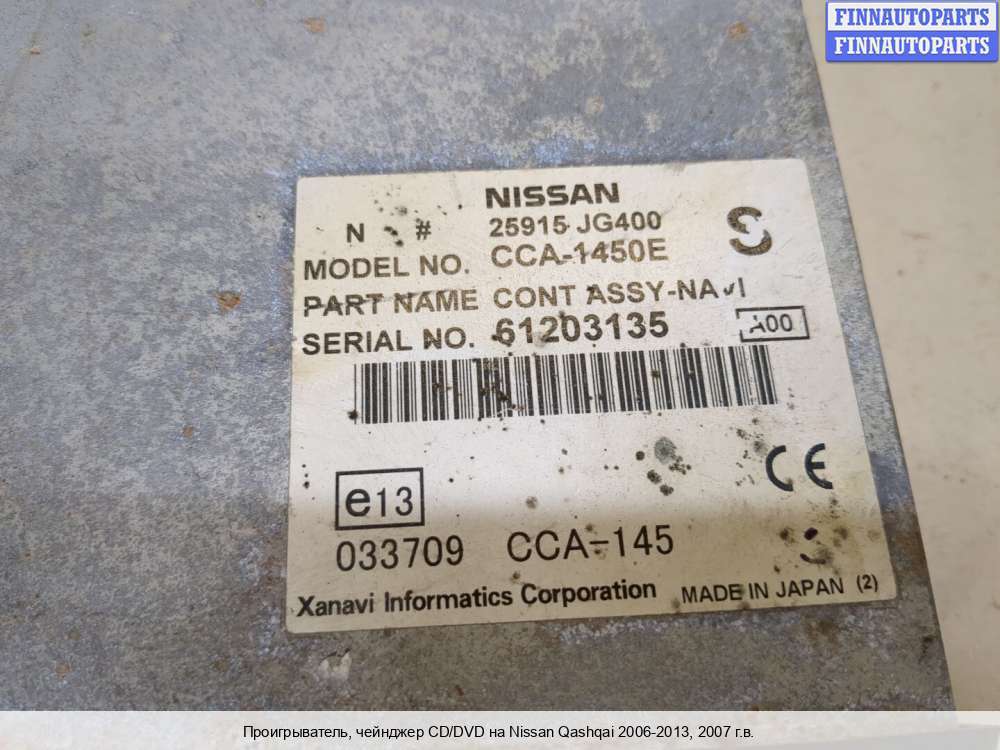 FINNAUTOPARTS
FINNAUTOPARTS
NISSAN
N # 25915 JG400
S
MODEL NO. CCA-1450E
PART NAME CONT ASSY-NAVI
SERIAL NO. 61203135
A00
CE
e13
033709 CCA-145
Xanavi Informatics Corporation MADE IN JAPAN (2)
Проигрыватель, чейнджер CD/DVD на Nissan Qashqai 2006-2013, 2007 г.в.